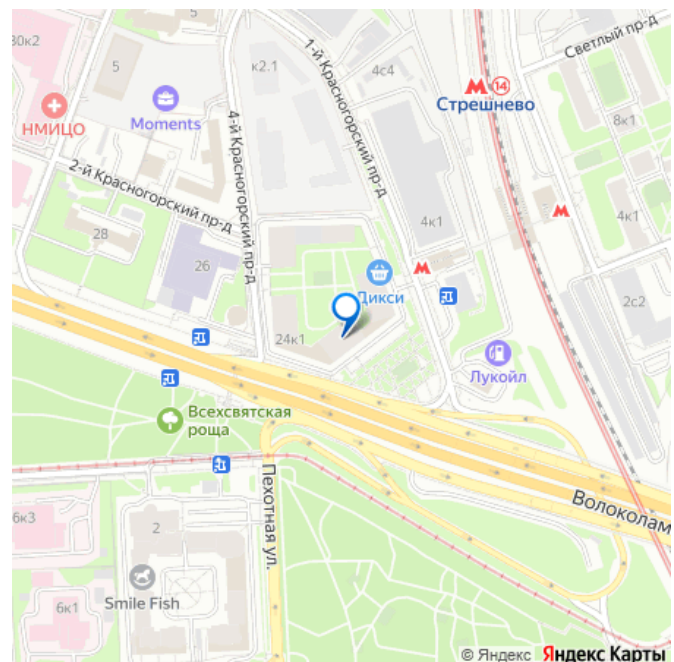 30к2
5
к2.1
4с4
1-й Красногорский пр-д
14
Стрешнево
Светлый пр-д
8к1
НМИЦО
Moments
4-й Красногорский пр-д
2-й Красногорский пр-д
28
26
4к1
4к1
Дикси
2с2
24к1
Лукойл
Всехсвятская
роща
Пехотная ул.
Волоколам
6к3
2
6к1
Smile Fish
© Яндекс Яндекс Карты